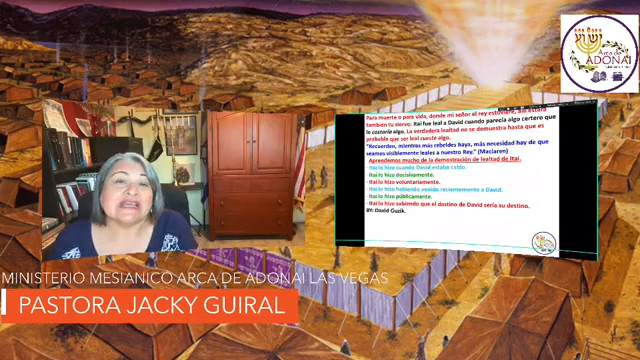 ישוע
Arca de
ADONAI
Para muerte o para vida, donde mi señor el rey estuviere, ahí estará
también tu siervo: Itai fue leal a David cuando parecía algo certero que
le costaría algo. La verdadera lealtad no se demuestra hasta que es
probable que ser leal cueste algo.
"Recuerden, mientras más rebeldes haya, más necesidad hay de que
seamos visiblemente leales a nuestro Rey." (Maclaren)
Aprendemos mucho de la demostración de lealtad de Itai.
· Itai lo hizo cuando David estaba caído.
· Itai lo hizo decisivamente.
· Itai lo hizo voluntariamente.
· Itai lo hizo habiendo venido recientemente a David.
· Itai lo hizo públicamente.
· Itai lo hizo sabiendo que el destino de David sería su destino.
BY: David Guzik.
MINISTERIO MESIANICO ARCA DE ADONAI LAS VEGAS
PASTORA JACKY GUIRAL